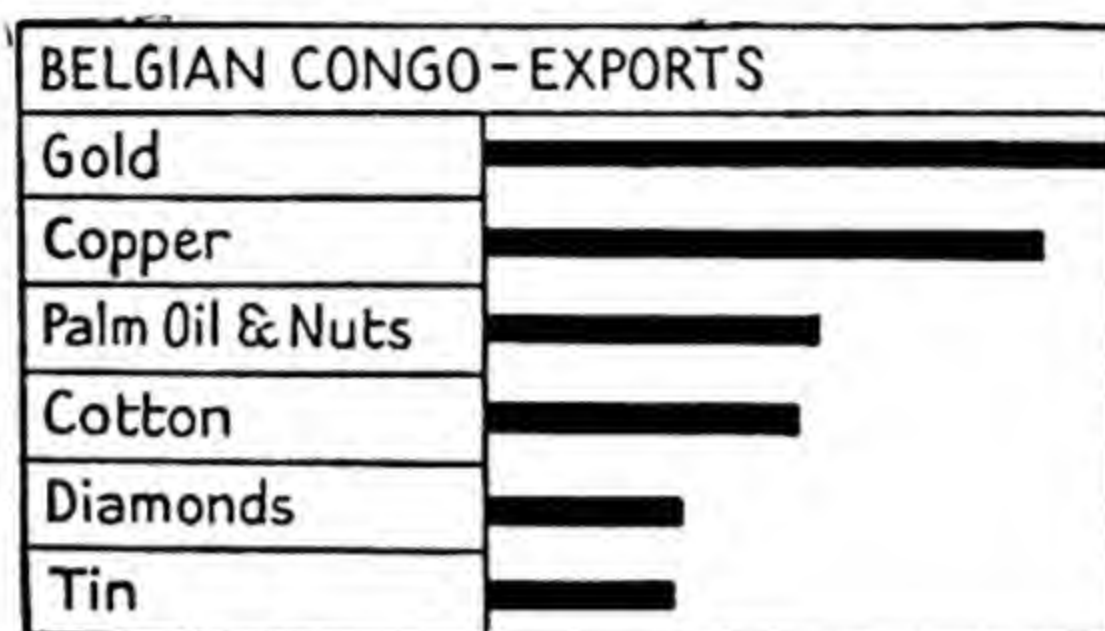 BELGIAN CONGO-EXPORTS
Gold
Copper
Palm Oil & Nuts
Cotton
Diamonds
Tin